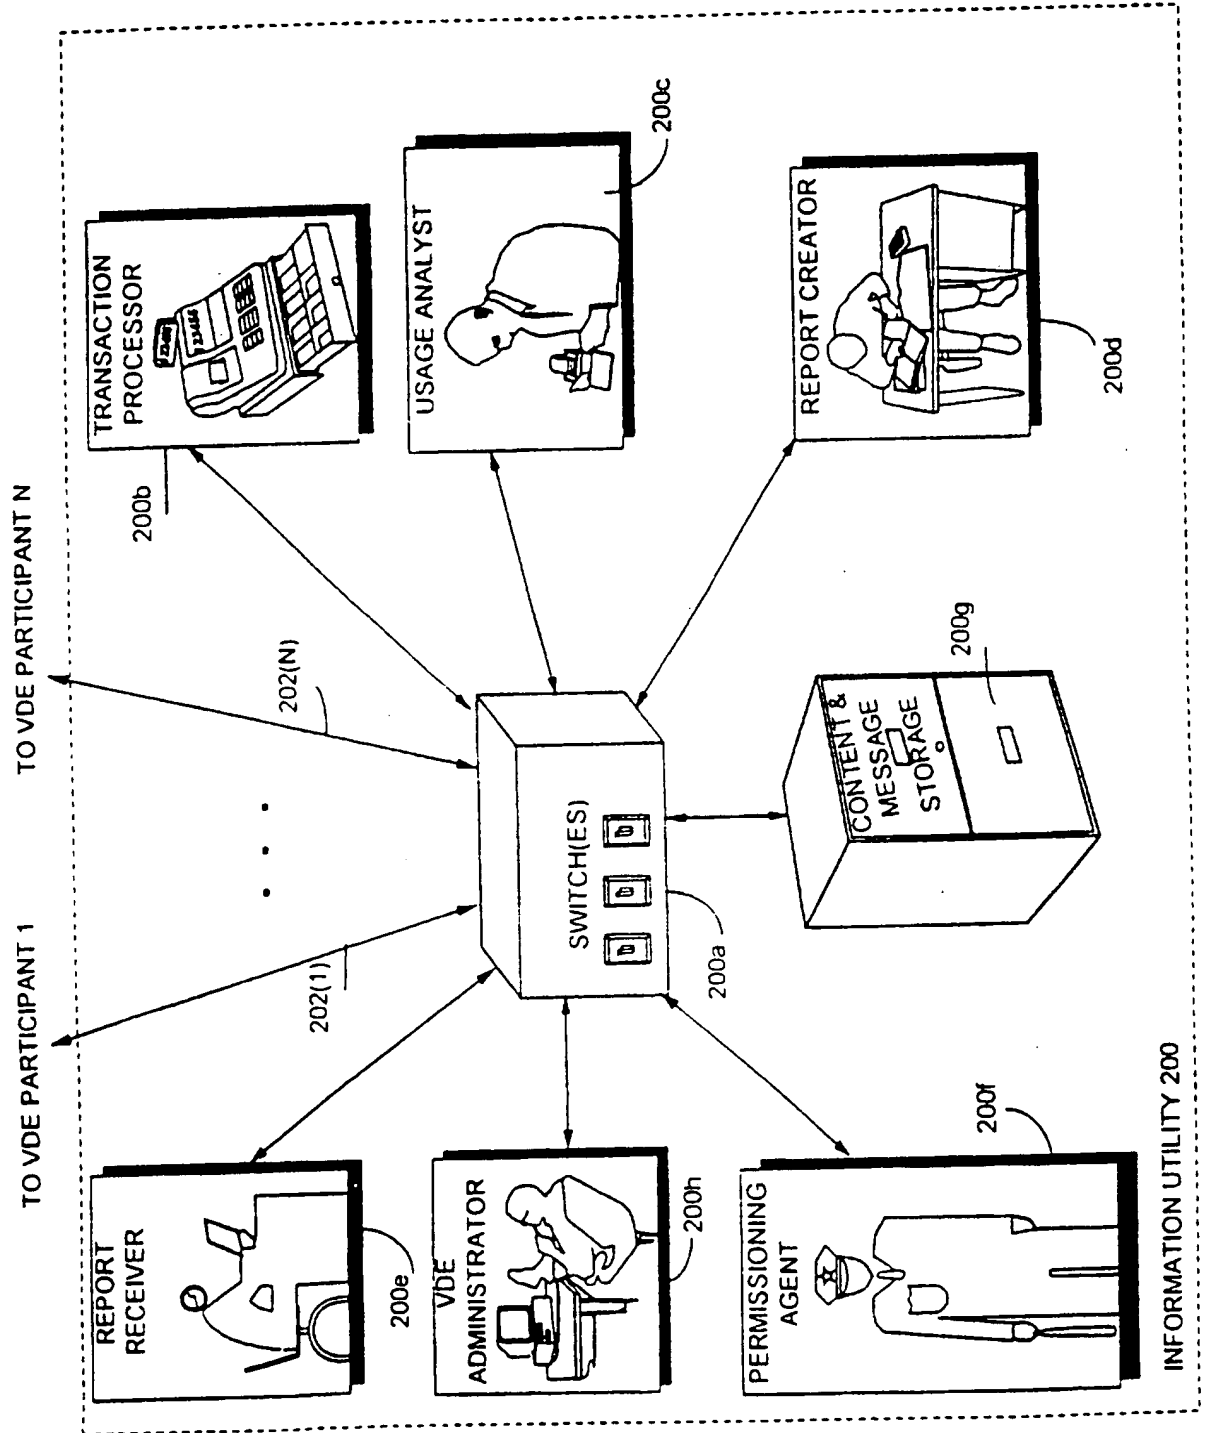 TO VDE PARTICIPANT 1
TO VDE PARTICIPANT N
REPORT
RECEIVER
200e
202(1)
202(N)
TRANSACTION
PROCESSOR
200b
VDE
ADMINISTRATOR
200h
SWITCH(ES)
200a
USAGE ANALYST
200c
PERMISSIONING
AGENT
200f
CONTENT &
MESSAGE
STORAGE
200g
REPORT CREATOR
200d
INFORMATION UTILITY 200